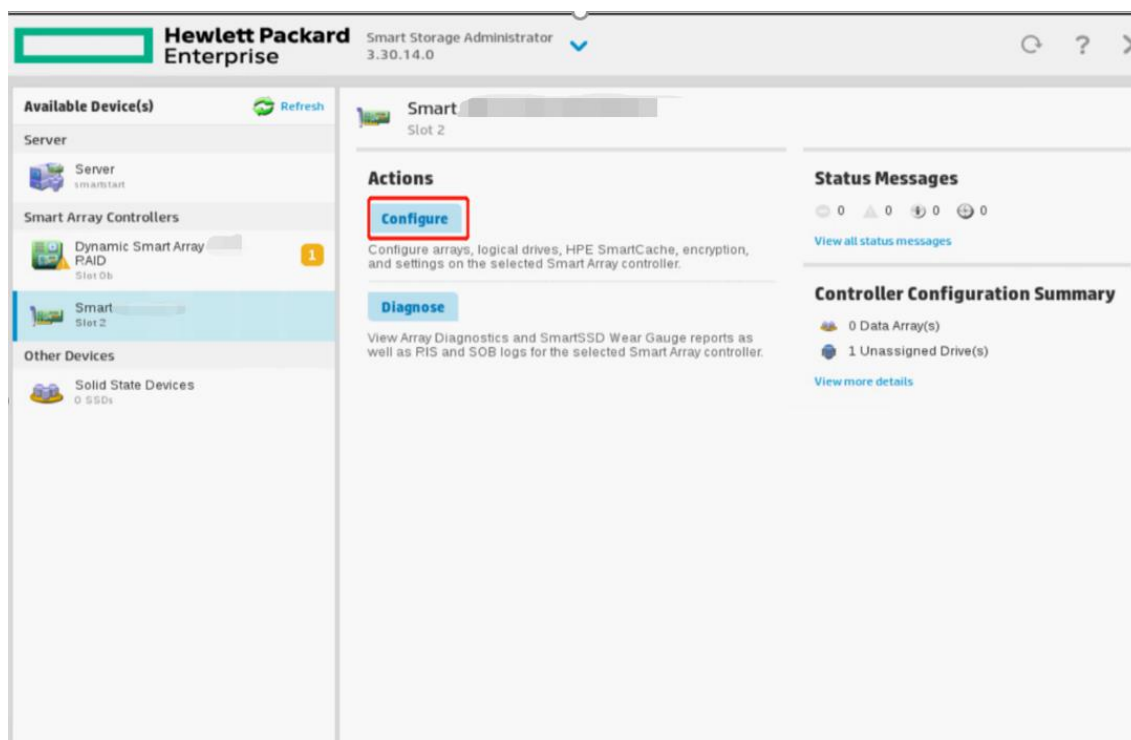 Hewlett Packard
Enterprise
Smart Storage Administrator
3.30.14.0
?
Available Device(s)
Refresh
Server
Server
smartstart
Smart Array Controllers
Dynamic Smart Array
RAID
Slot 0b
1
Smart
Slot 2
Other Devices
Solid State Devices
0 SSDs
Smart
Slot 2
Actions
Configure
Configure arrays, logical drives, HPE SmartCache, encryption,
and settings on the selected Smart Array controller.
Diagnose
View Array Diagnostics and SmartSSD Wear Gauge reports as
well as RIS and SOB logs for the selected Smart Array controller.
Status Messages
0 0 0 0
View all status messages
Controller Configuration Summary
0 Data Array(s)
1 Unassigned Drive(s)
View more details